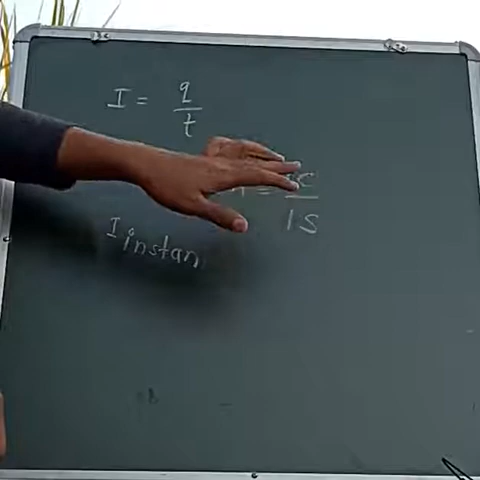 I = q/t
= C/1S
I instan